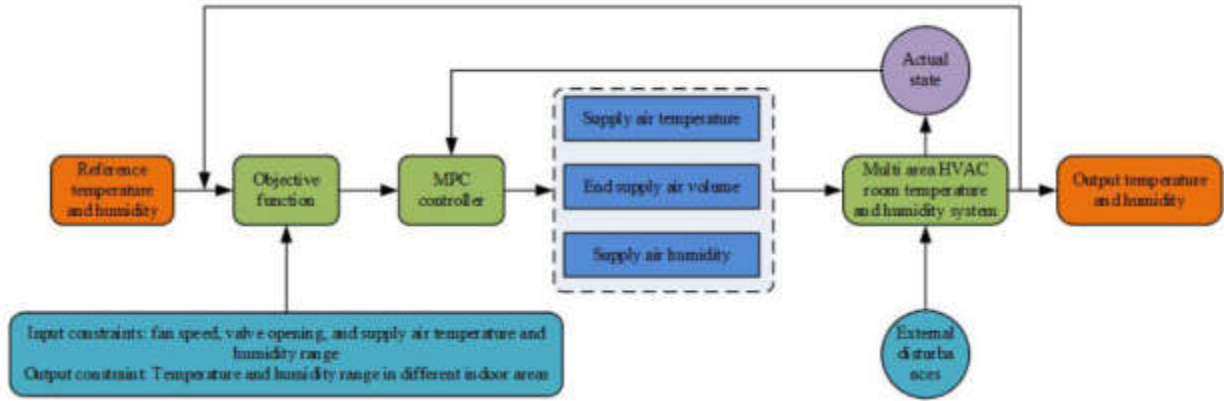 Actual
state
Supply air temperature
Reference
temperature
and humidity
Objective
function
MPC
controller
End supply air volume
Multi area HVAC
room temperature
and humidity system
Output temperature
and humidity
Supply air humidity
Input constraints: fan speed, valve opening, and supply air temperature and
humidity range
Output constraint: Temperature and humidity range in different indoor areas
External
disturba
nces